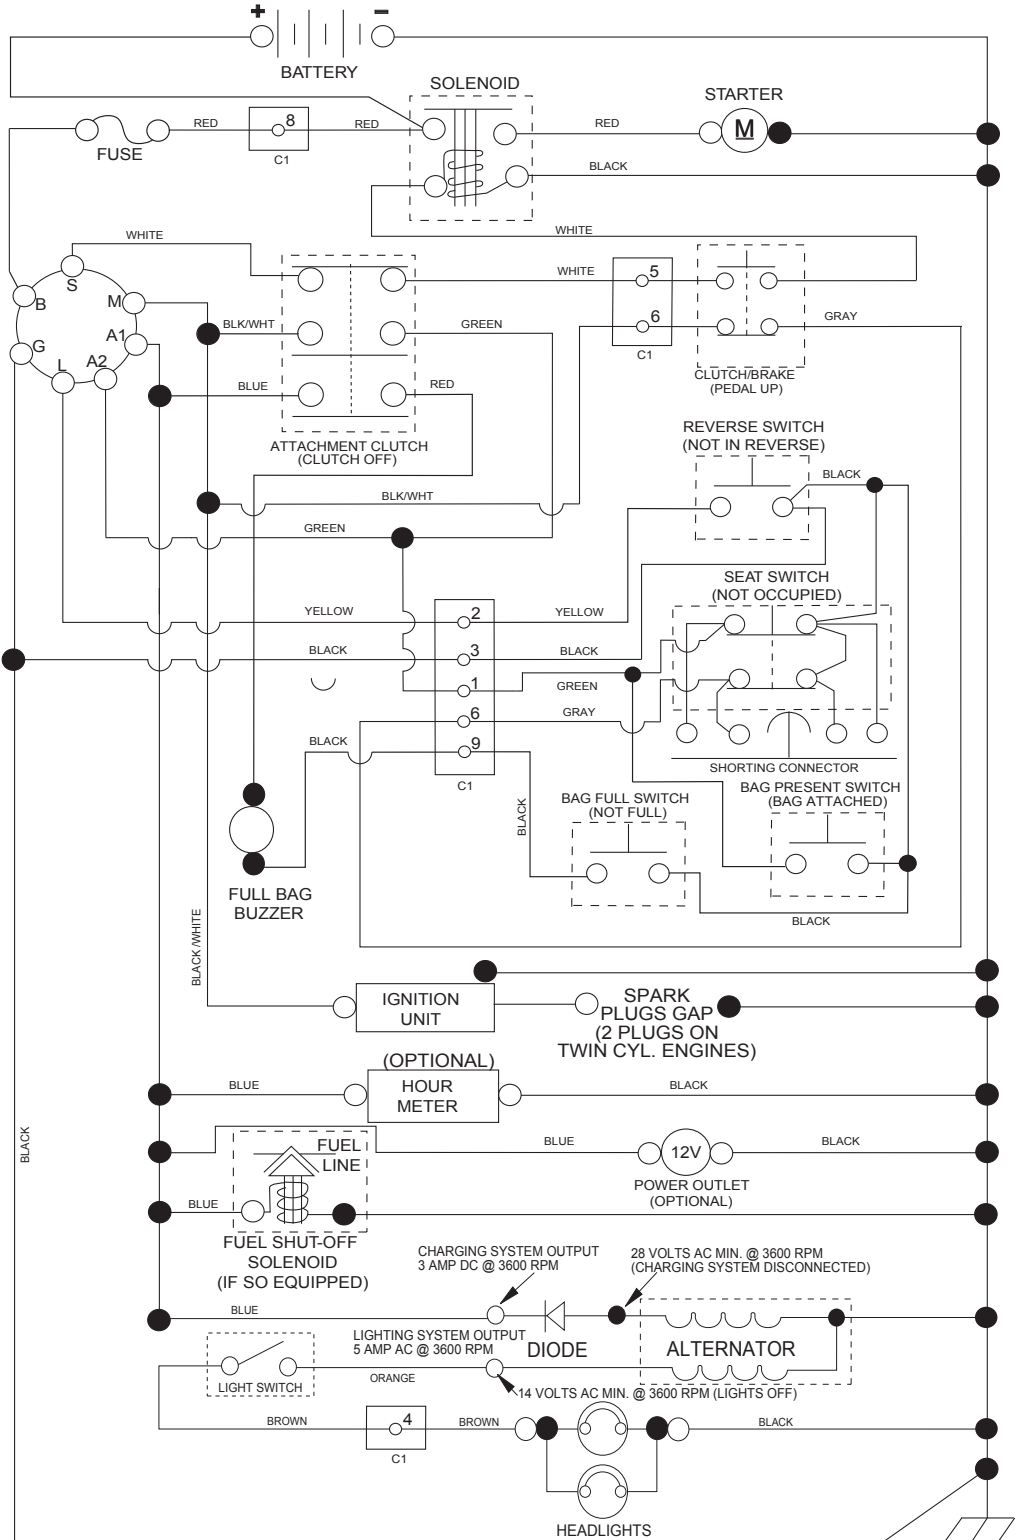 + −
BATTERY
SOLENOID
STARTER
RED
8
RED
RED
M
FUSE
C1
BLACK
WHITE
WHITE
S
WHITE
5
B
M
BLK/WHT
GREEN
6
GRAY
A1
G
C1
L
A2
BLUE
RED
CLUTCH/BRAKE
(PEDAL UP)
ATTACHMENT CLUTCH
(CLUTCH OFF)
REVERSE SWITCH
(NOT IN REVERSE)
BLACK
BLK/WHT
GREEN
SEAT SWITCH
(NOT OCCUPIED)
YELLOW
2
YELLOW
BLACK
3
BLACK
1
GREEN
6
GRAY
BLACK
9
SHORTING CONNECTOR
C1
BAG PRESENT SWITCH
(BAG ATTACHED)
BAG FULL SWITCH
(NOT FULL)
BLACK
FULL BAG
BUZZER
BLACK
BLACK /WHITE
IGNITION
UNIT
SPARK
PLUGS GAP
(2 PLUGS ON
TWIN CYL. ENGINES)
(OPTIONAL)
BLUE
HOUR
METER
BLACK
BLACK
FUEL
LINE
BLUE
12V
BLACK
POWER OUTLET
(OPTIONAL)
BLUE
FUEL SHUT-OFF
SOLENOID
(IF SO EQUIPPED)
CHARGING SYSTEM OUTPUT
3 AMP DC @ 3600 RPM
28 VOLTS AC MIN. @ 3600 RPM
(CHARGING SYSTEM DISCONNECTED)
BLUE
LIGHTING SYSTEM OUTPUT
5 AMP AC @ 3600 RPM
DIODE
ALTERNATOR
LIGHT SWITCH
ORANGE
14 VOLTS AC MIN. @ 3600 RPM (LIGHTS OFF)
BROWN
4
BROWN
BLACK
C1
HEADLIGHTS